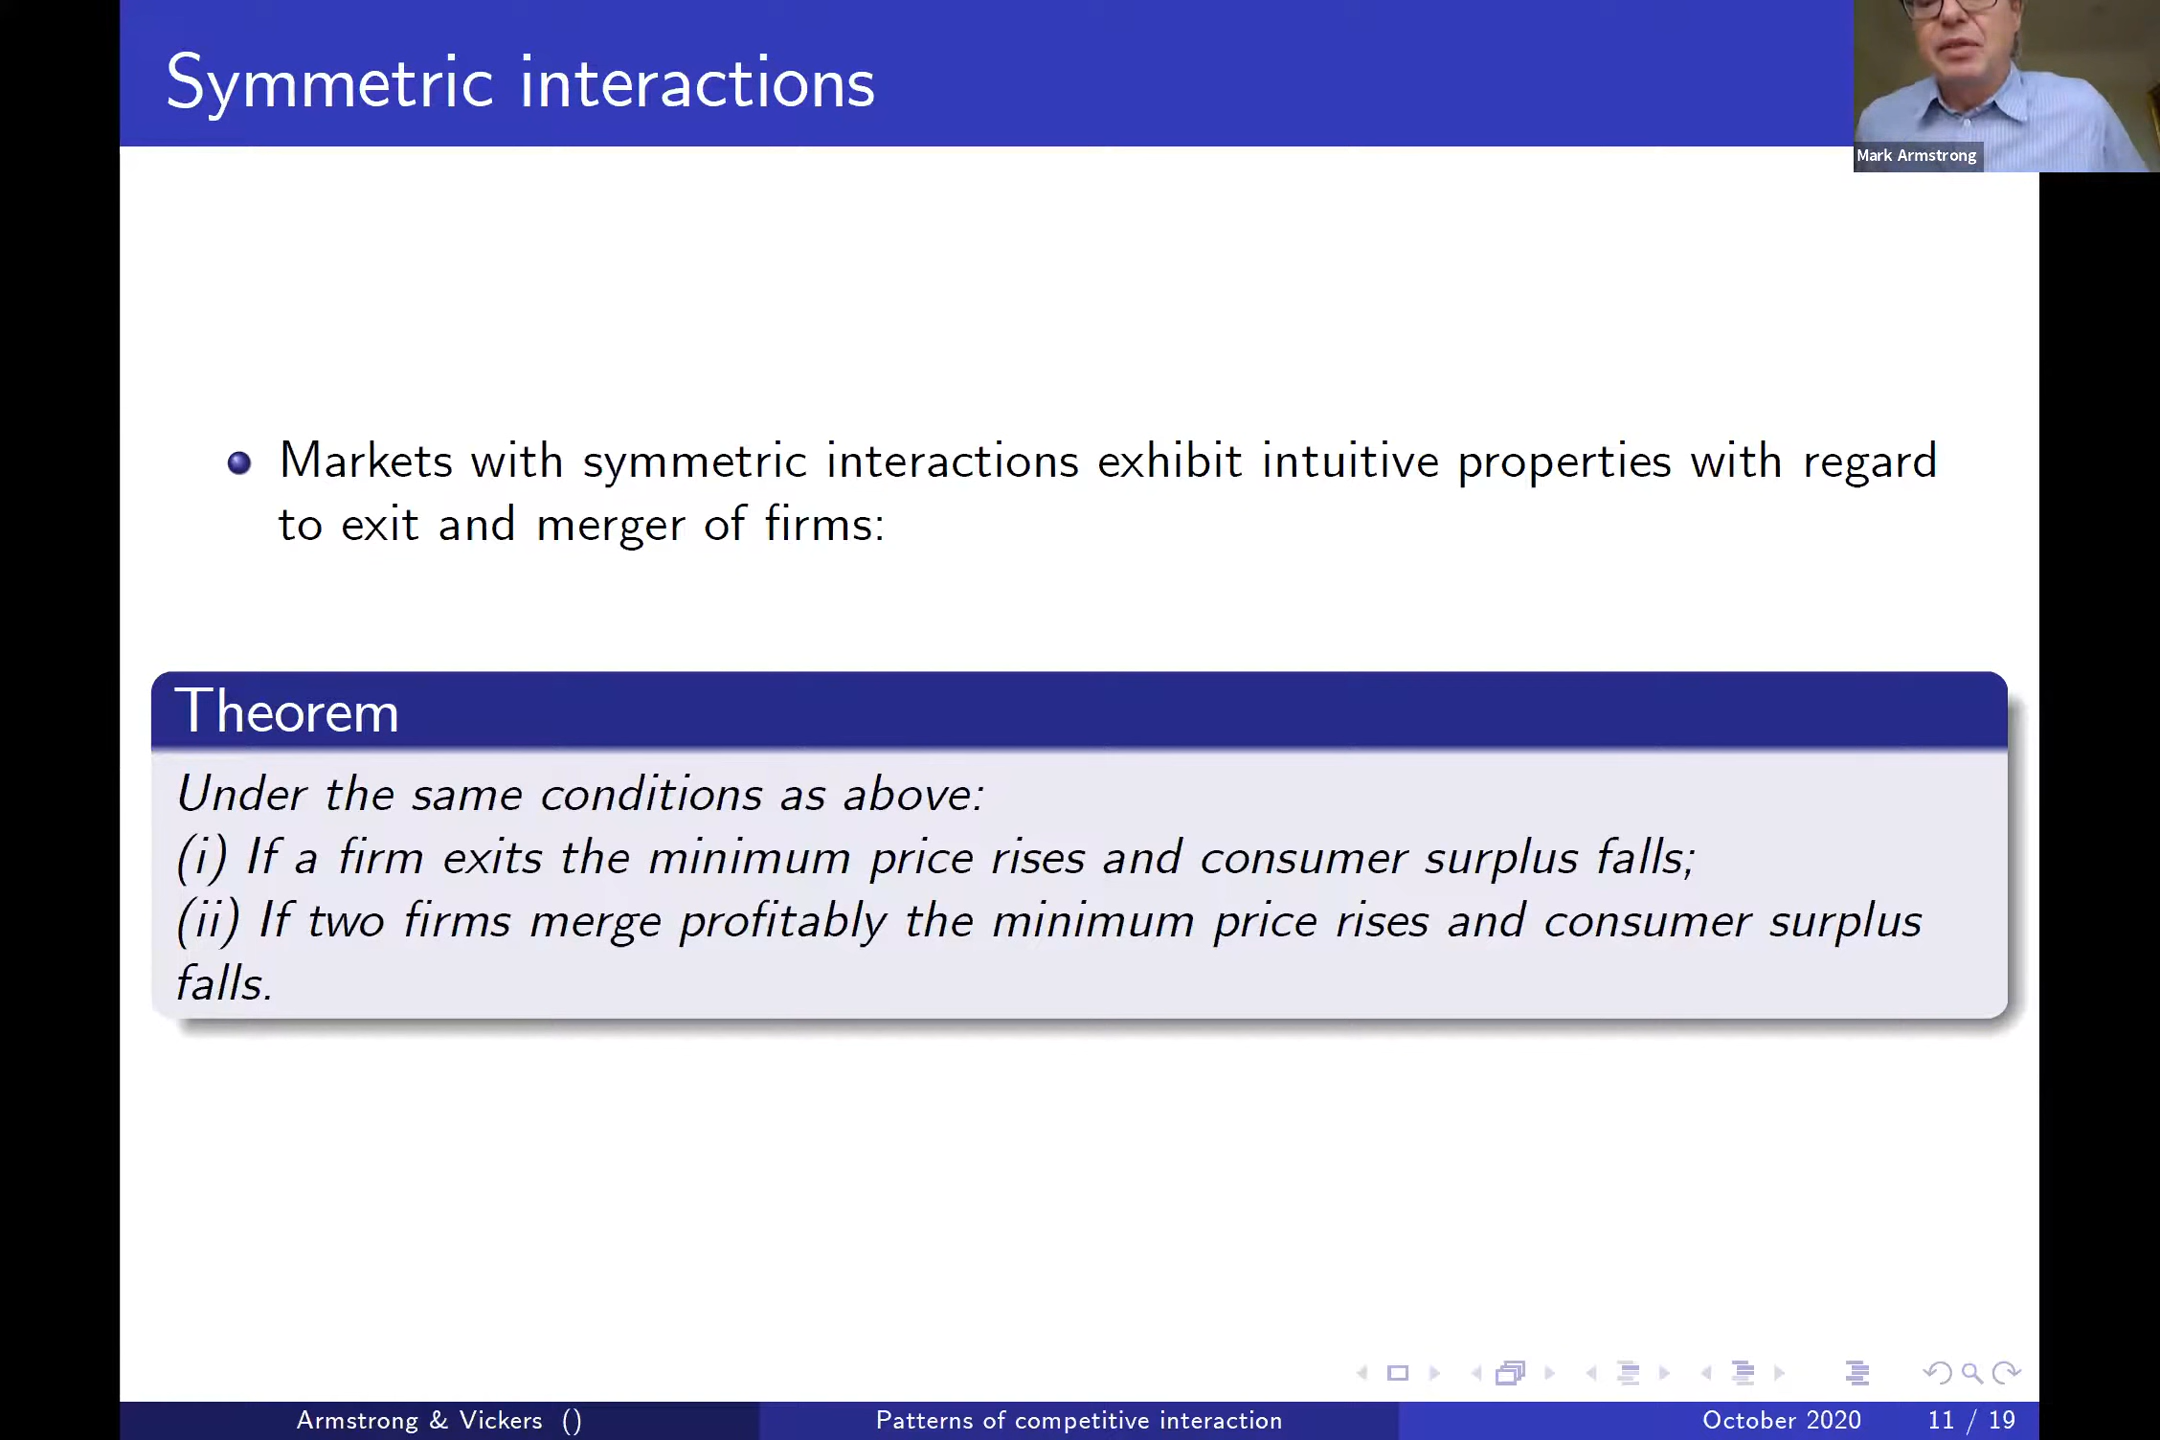 Symmetric interactions
Mark Armstrong
Markets with symmetric interactions exhibit intuitive properties with regard
to exit and merger of firms:
Theorem
Under the same conditions as above:
(i) If a firm exits the minimum price rises and consumer surplus falls;
(ii) If two firms merge profitably the minimum price rises and consumer surplus
falls.
Armstrong & Vickers () Patterns of competitive interaction October 2020 11 / 19